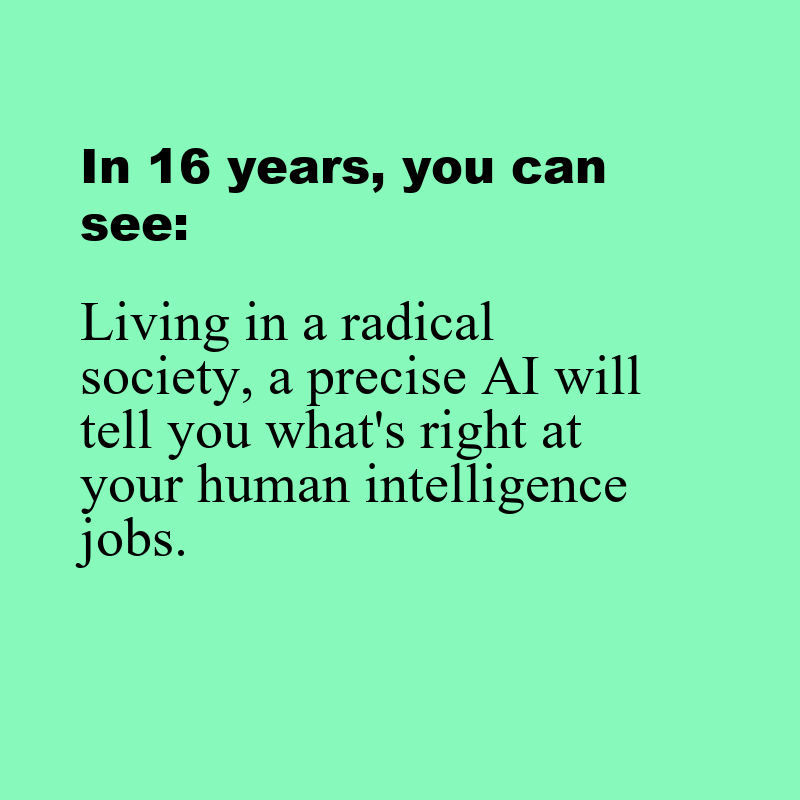 In 16 years, you can
see:
Living in a radical
society, a precise AI will
tell you what's right at
your human intelligence
jobs.